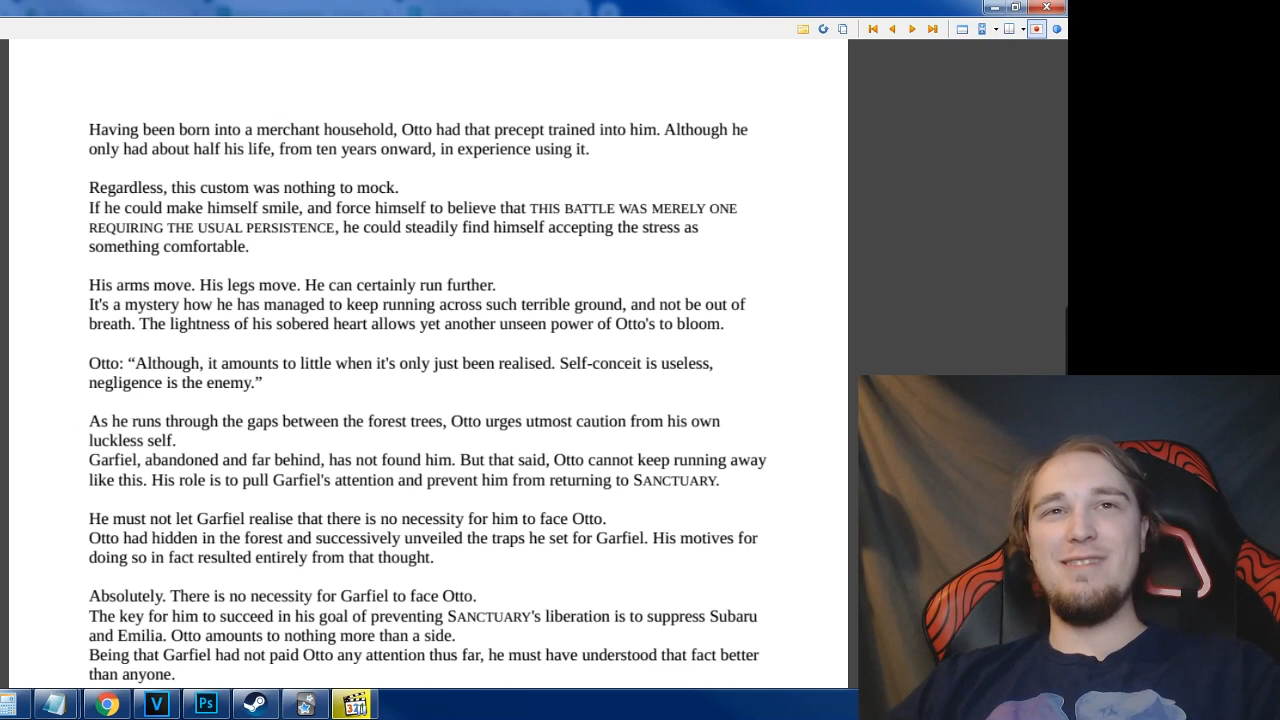 Having been born into a merchant household, Otto had that precept trained into him. Although he
only had about half his life, from ten years onward, in experience using it.
Regardless, this custom was nothing to mock.
If he could make himself smile, and force himself to believe that THIS BATTLE WAS MERELY ONE
REQUIRING THE USUAL PERSISTENCE, he could steadily find himself accepting the stress as
something comfortable.
His arms move. His legs move. He can certainly run further.
It's a mystery how he has managed to keep running across such terrible ground, and not be out of
breath. The lightness of his sobered heart allows yet another unseen power of Otto's to bloom.
Otto: “Although, it amounts to little when it's only just been realised. Self-conceit is useless,
negligence is the enemy.”
As he runs through the gaps between the forest trees, Otto urges utmost caution from his own
luckless self.
Garfiel, abandoned and far behind, has not found him. But that said, Otto cannot keep running away
like this. His role is to pull Garfiel's attention and prevent him from returning to SANCTUARY.
He must not let Garfiel realise that there is no necessity for him to face Otto.
Otto had hidden in the forest and successively unveiled the traps he set for Garfiel. His motives for
doing so in fact resulted entirely from that thought.
Absolutely. There is no necessity for Garfiel to face Otto.
The key for him to succeed in his goal of preventing SANCTUARY's liberation is to suppress Subaru
and Emilia. Otto amounts to nothing more than a side.
Being that Garfiel had not paid Otto any attention thus far, he must have understood that fact better
than anyone.
V
Ps
321